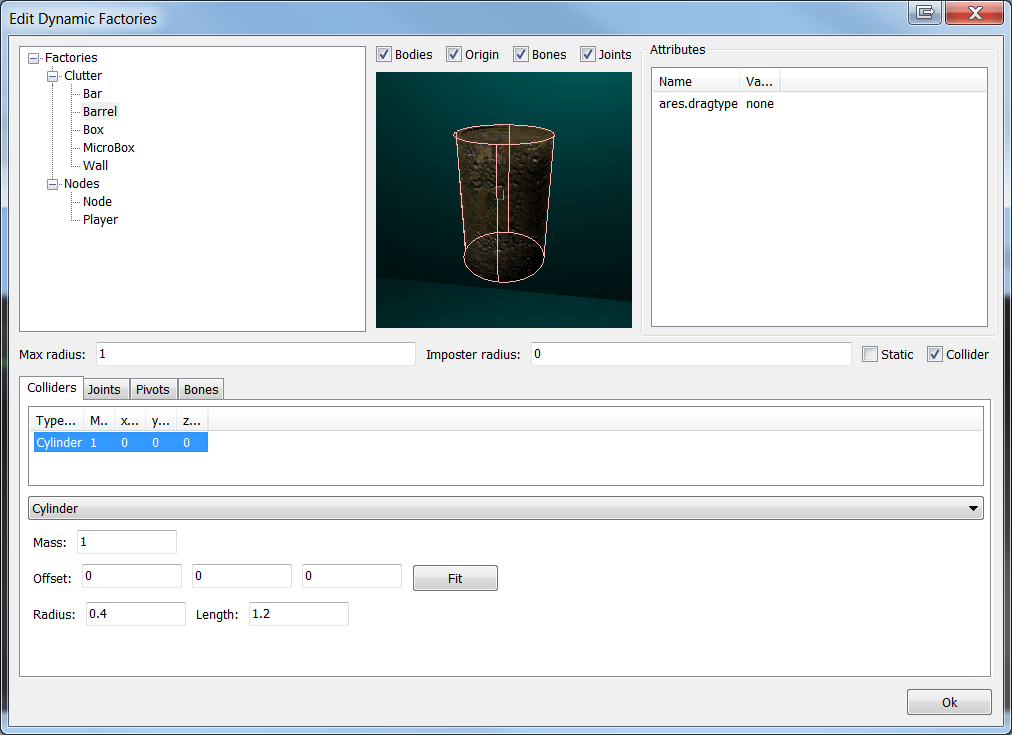 Edit Dynamic Factories
Factories
Clutter
Bar
Barrel
Box
MicroBox
Wall
Nodes
Node
Player
Bodies Origin Bones Joints
Attributes
Name Va...
ares.dragtype none
Max radius: 1 Imposter radius: 0 Static Collider
Colliders Joints Pivots Bones
Type... M.. x... y... z...
Cylinder 1 0 0 0
Cylinder
Mass: 1
Offset: 0 0 0 Fit
Radius: 0.4 Length: 1.2
Ok